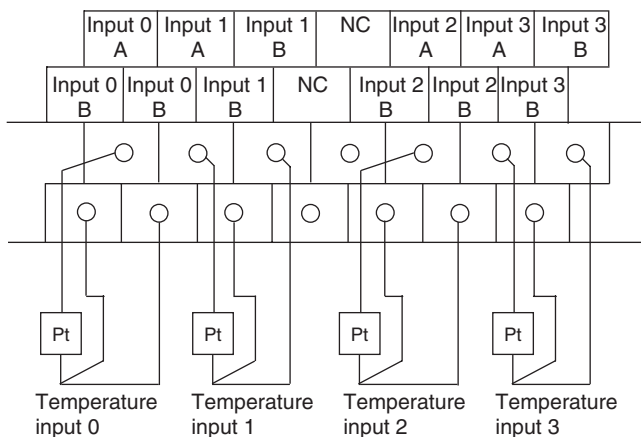 Input 0 Input 1 Input 1 NC Input 2 Input 3 Input 3
A A B A A B
Input 0 Input 0 Input 1 NC Input 2 Input 2 Input 3
B B B B B B
Pt Pt Pt Pt
Temperature Temperature Temperature Temperature
input 0 input 1 input 2 input 3